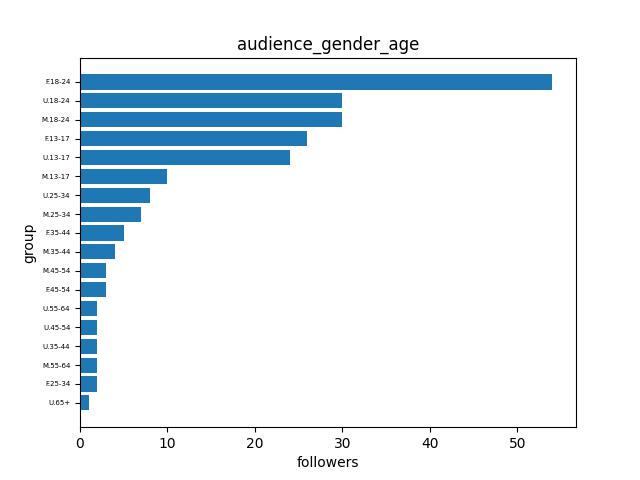 audience_gender_age
F.18-24
U.18-24
M.18-24
F.13-17
U.13-17
M.13-17
U.25-34
M.25-34
F.35-44
M.35-44
M.45-54
F.45-54
U.55-64
U.45-54
U.35-44
M.55-64
F.25-34
U.65+
group
0 10 20 30 40 50
followers